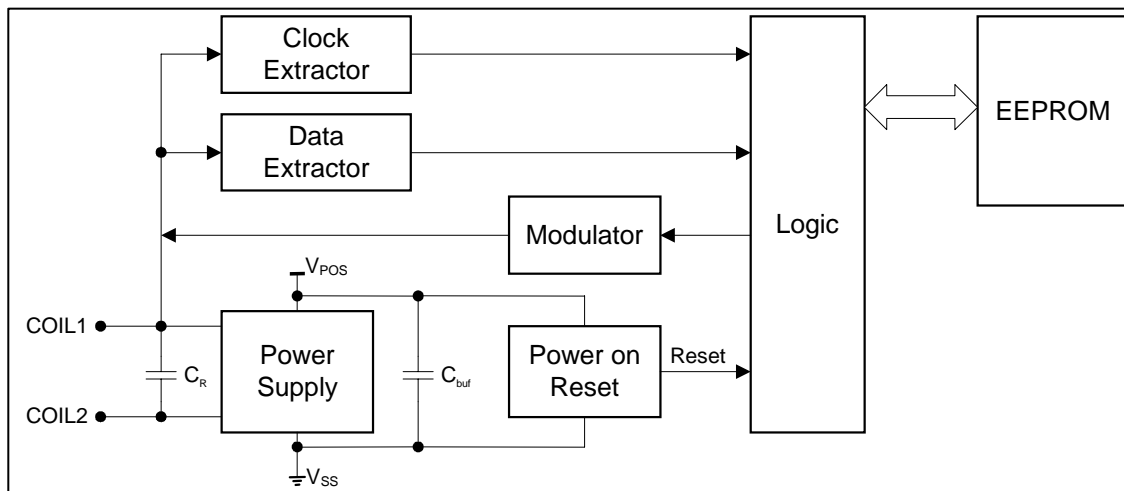 Clock
Extractor
Data
Extractor
Modulator
Logic
EEPROM
VPOS
COIL1
CR
COIL2
Power
Supply
Cbuf
Power on
Reset
Reset
VSS